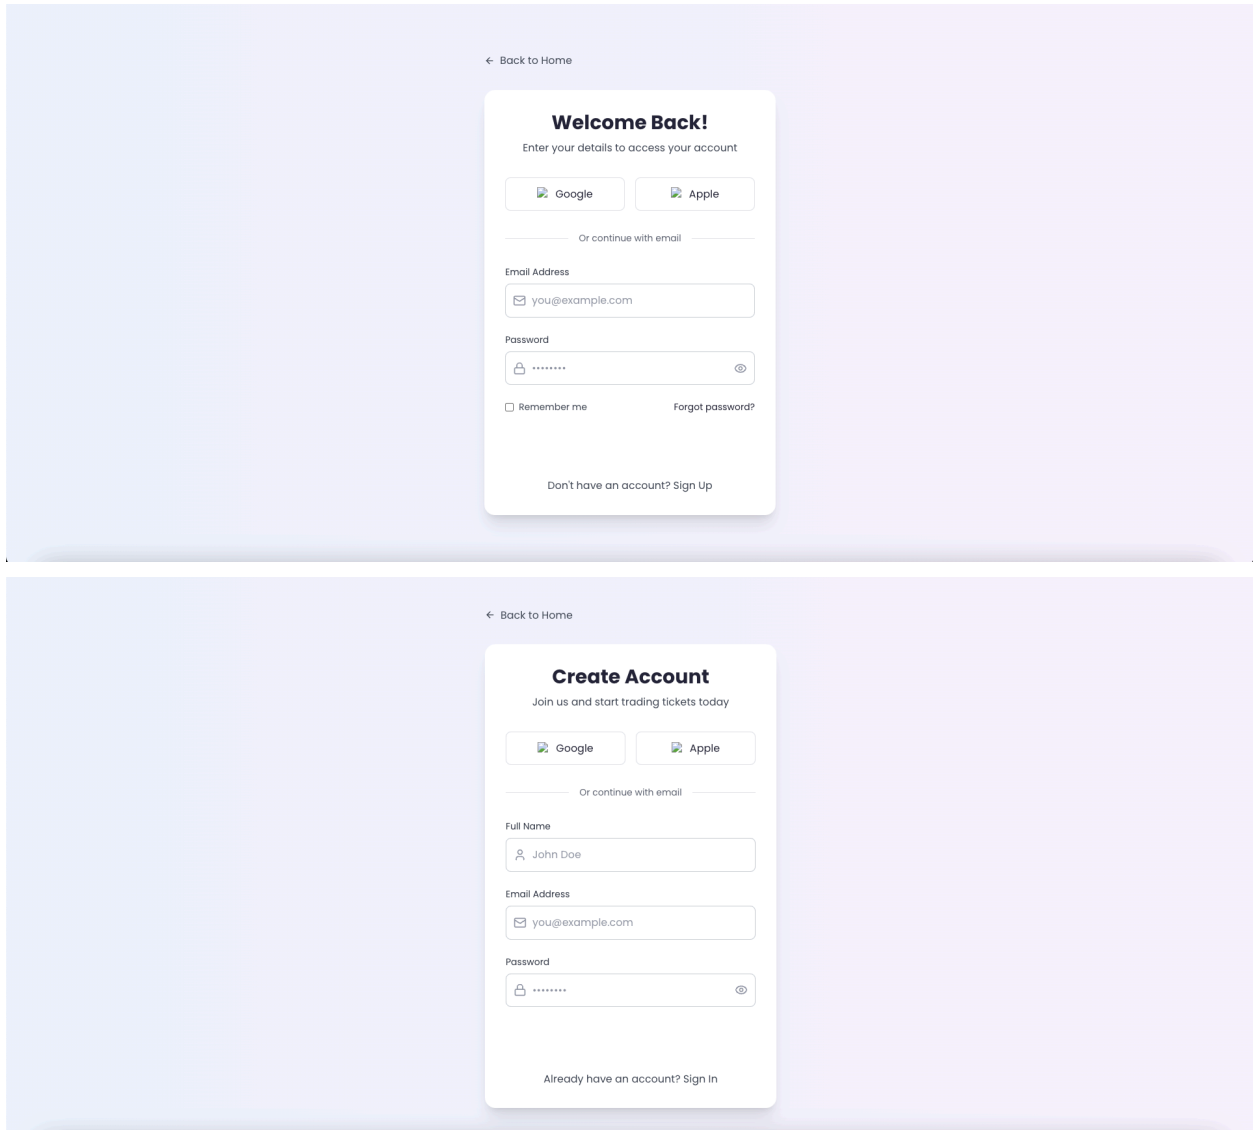 Back to Home
Welcome Back!
Enter your details to access your account
Google
Apple
Or continue with email
Email Address
you@example.com
Password
••••••••
Remember me
Forgot password?
Don't have an account? Sign Up
Back to Home
Create Account
Join us and start trading tickets today
Google
Apple
Or continue with email
Full Name
John Doe
Email Address
you@example.com
Password
••••••••
Already have an account? Sign In